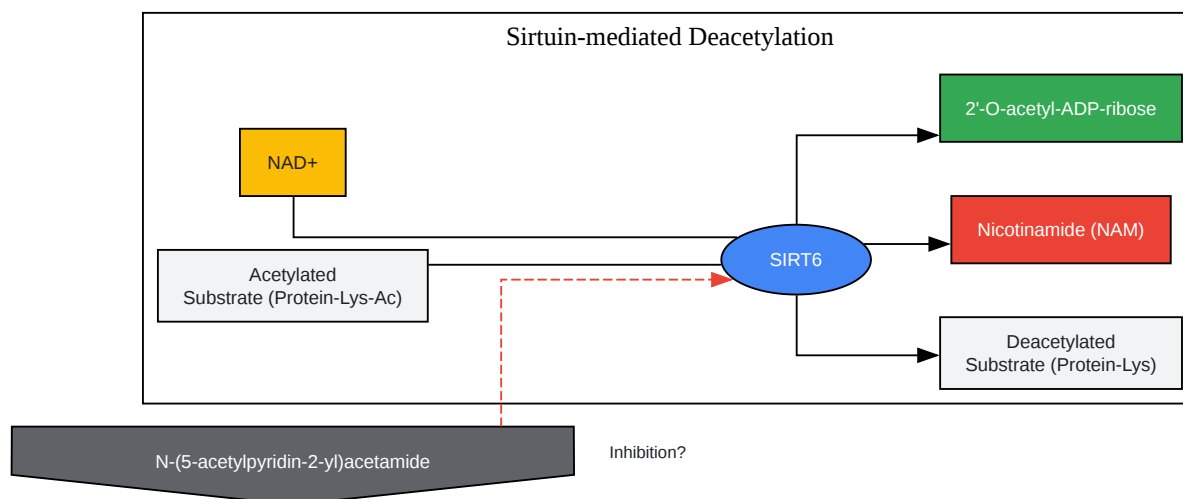 Sirtuin-mediated Deacetylation
2'-O-acetyl-ADP-ribose
NAD+
Nicotinamide (NAM)
Acetylated
Substrate (Protein-Lys-Ac)
SIRT6
Deacetylated
Substrate (Protein-Lys)
N-(5-acetylpyridin-2-yl)acetamide
Inhibition?